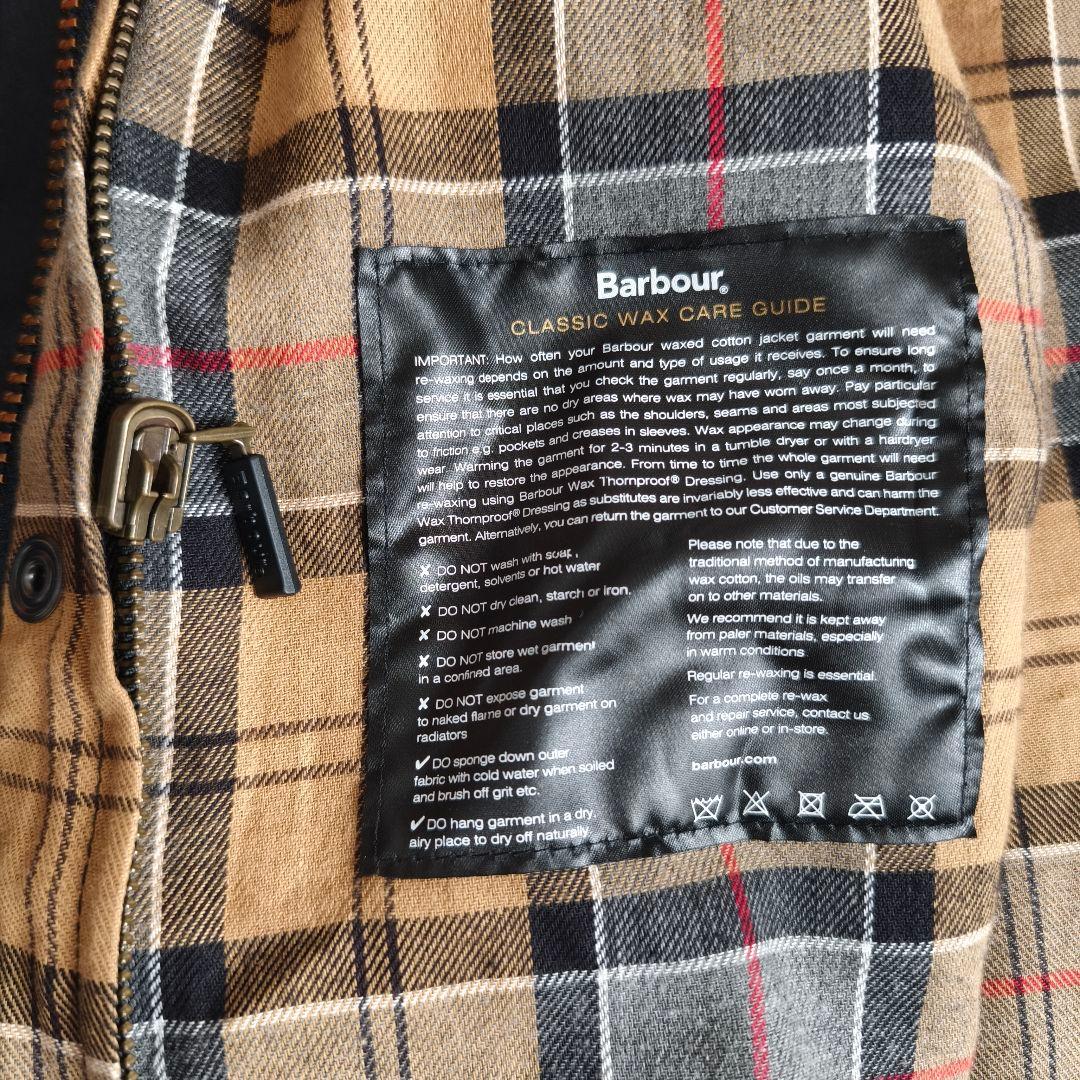 Barbour®
CLASSIC WAX CARE GUIDE
IMPORTANT: How often your Barbour waxed cotton jacket garment will need
re-waxing depends on the amount and type of usage it receives. To ensure long
service it is essential that you check the garment regularly, say once a month, to
ensure that there are no dry areas where wax may have worn away. Pay particular
attention to critical places such as the shoulders, seams and areas most subjected
to friction e.g. pockets and creases in sleeves. Wax appearance may change during
wear. Warming the garment for 2-3 minutes in a tumble dryer or with a hairdryer
will help to restore the appearance. From time to time the whole garment will need
re-waxing using Barbour Wax Thornproof® Dressing. Use only a genuine Barbour
Wax Thornproof® Dressing as substitutes are invariably less effective and can harm the
garment. Alternatively, you can return the garment to our Customer Service Department.
✘ DO NOT wash with soap,
detergent, solvents or hot water
✘ DO NOT dry clean, starch or iron.
✘ DO NOT machine wash
✘ DO NOT store wet garment
in a confined area.
✘ DO NOT expose garment
to naked flame or dry garment on
radiators
✔ DO sponge down outer
fabric with cold water when soiled
and brush off grit etc.
✔ DO hang garment in a dry,
airy place to dry off naturally
Please note that due to the
traditional method of manufacturing
wax cotton, the oils may transfer
on to other materials.
We recommend it is kept away
from paler materials, especially
in warm conditions
Regular re-waxing is essential.
For a complete re-wax
and repair service, contact us
either online or in-store.
barbour.com